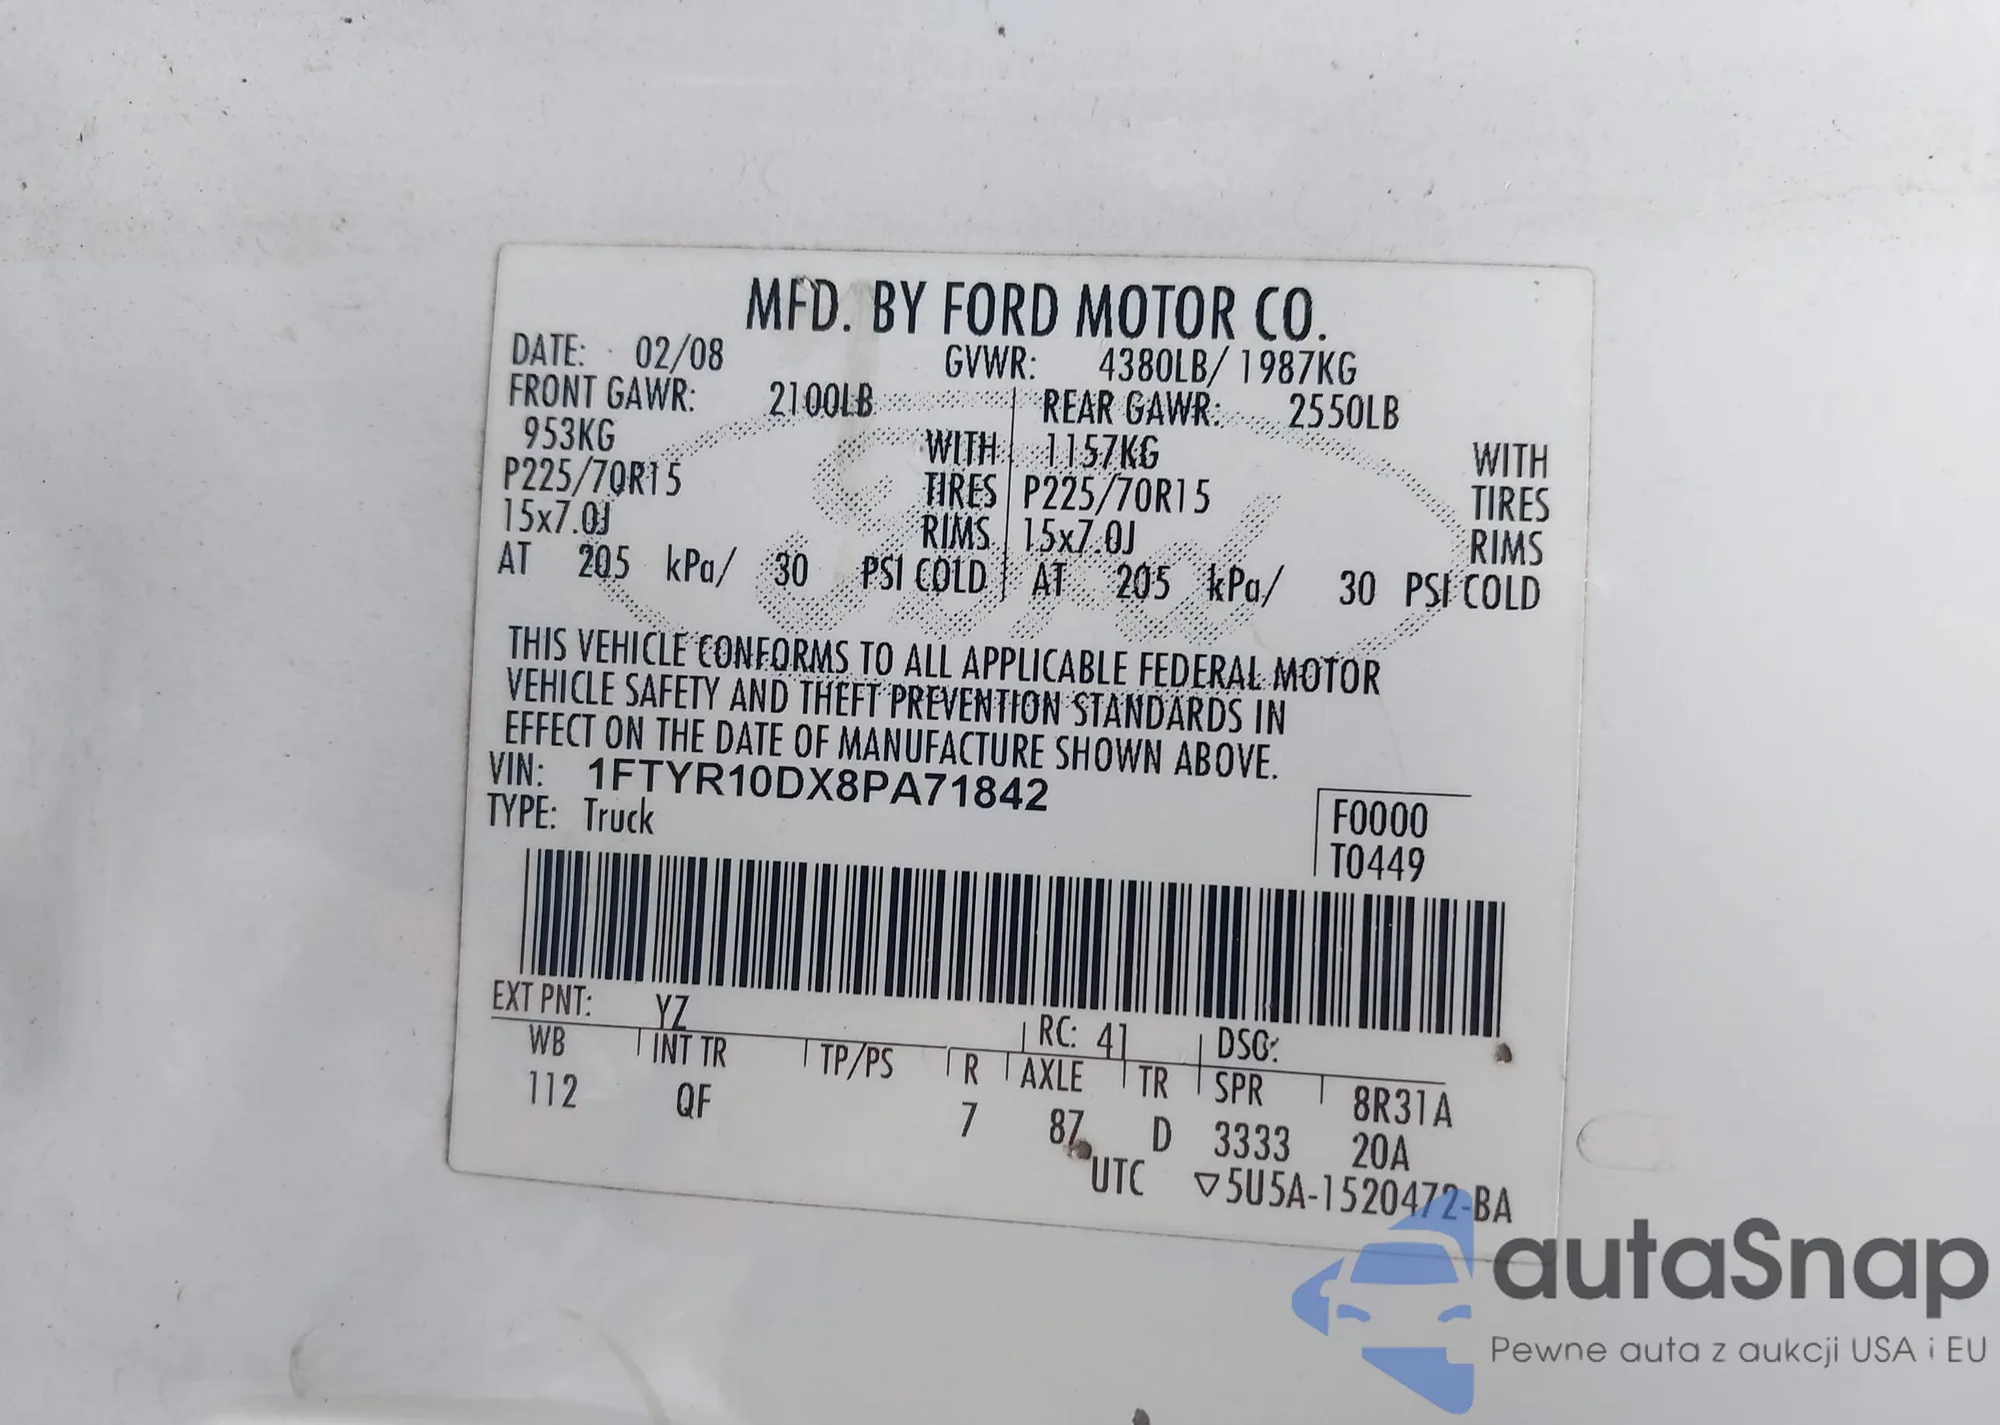 MFD. BY FORD MOTOR CO.
DATE: 02/08 GVWR: 4380LB/ 1987KG
FRONT GAWR: 2100LB REAR GAWR: 2550LB
953KG WITH 1157KG WITH
P225/70R15 TIRES P225/70R15 TIRES
15x7.0J RIMS 15x7.0J RIMS
AT 205 kPa/ 30 PSI COLD AT 205 kPa/ 30 PSI COLD
THIS VEHICLE CONFORMS TO ALL APPLICABLE FEDERAL MOTOR
VEHICLE SAFETY AND THEFT PREVENTION STANDARDS IN
EFFECT ON THE DATE OF MANUFACTURE SHOWN ABOVE.
VIN: 1FTYR10DX8PA71842
TYPE: Truck
F0000
T0449
EXT PNT: YZ RC: 41 DSO:
WB INT TR TP/PS R AXLE TR SPR 8R31A
112 QF 7 87 D 3333 20A
UTC ▽5U5A-1520472-BA
autaSnap
Pewne auta z aukcji USA i EU